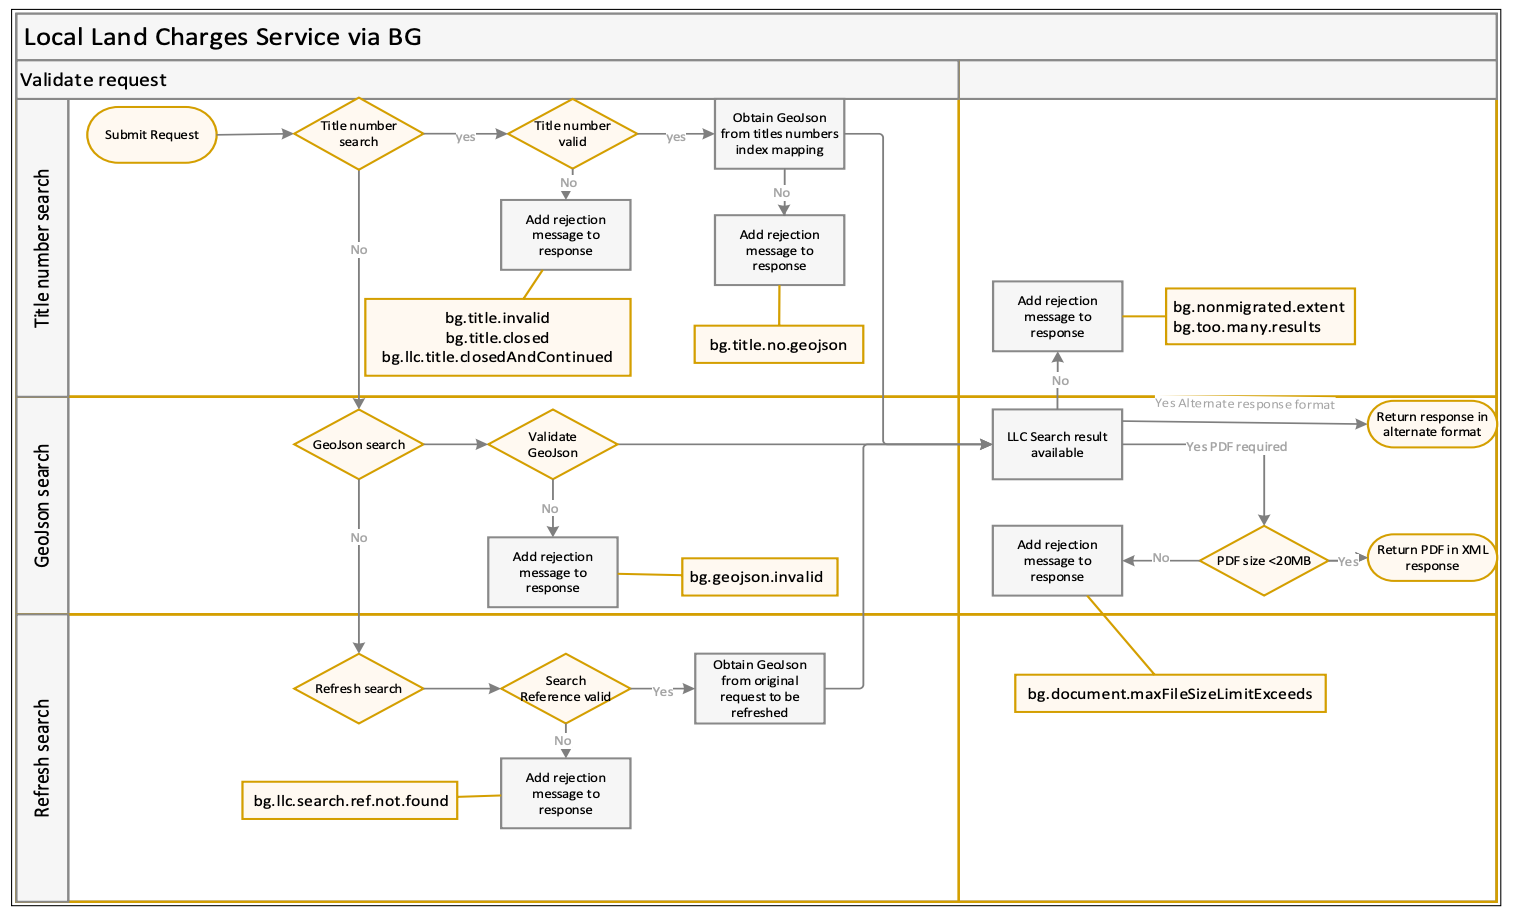 Local Land Charges Service via BG
Validate request
Title number search
Submit Request
Title number
search
yes
Title number
valid
yes
Obtain GeoJson
from titles numbers
index mapping
No
No
No
Add rejection
message to
response
Add rejection
message to
response
bg.title.invalid
bg.title.closed
bg.llc.title.closedAndContinued
bg.title.no.geojson
Add rejection
message to
response
bg.nonmigrated.extent
bg.too.many.results
No
GeoJson search
GeoJson search
Validate
GeoJson
LLC Search result
available
Yes Alternate response format
Return response in
alternate format
Yes PDF required
No
No
Add rejection
message to
response
bg.geojson.invalid
Add rejection
message to
response
No
PDF size <20MB
Yes
Return PDF in XML
response
Refresh search
Refresh search
Search
Reference valid
Yes
Obtain GeoJson
from original
request to be
refreshed
bg.document.maxFileSizeLimitExceeds
No
Add rejection
message to
response
bg.llc.search.ref.not.found